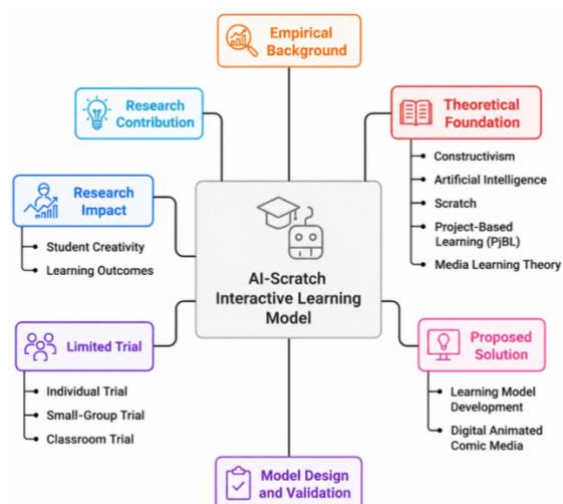 Empirical
Background
Research
Contribution
Theoretical
Foundation
Constructivism
Artificial Intelligence
Scratch
Project-Based
Learning (PjBL)
Media Learning Theory
Research
Impact
Student Creativity
Learning Outcomes
AI-Scratch
Interactive Learning
Model
Limited Trial
Individual Trial
Small-Group Trial
Classroom Trial
Proposed
Solution
Learning Model
Development
Digital Animated
Comic Media
Model Design
and Validation